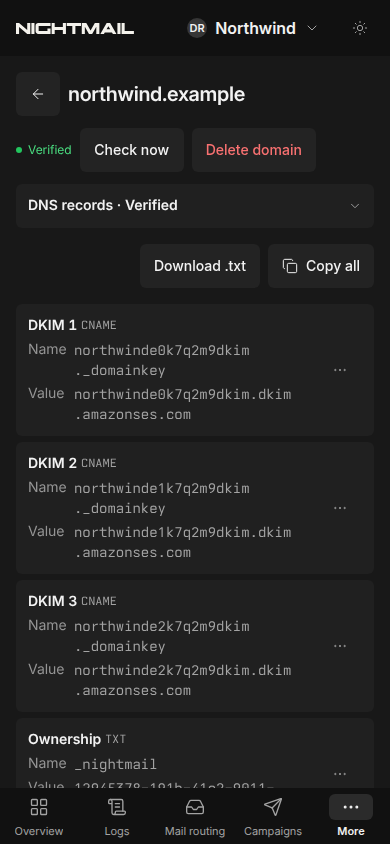 NIGHTMAIL
DR Northwind
northwind.example
Verified
Check now
Delete domain
DNS records · Verified
Download .txt
Copy all
DKIM 1 CNAME
Name northwinde0k7q2m9dkim
._domainkey
Value northwinde0k7q2m9dkim.dkim
.amazonses.com
DKIM 2 CNAME
Name northwinde1k7q2m9dkim
._domainkey
Value northwinde1k7q2m9dkim.dkim
.amazonses.com
DKIM 3 CNAME
Name northwinde2k7q2m9dkim
._domainkey
Value northwinde2k7q2m9dkim.dkim
.amazonses.com
Ownership TXT
Name _nightmail
Value
Overview
Logs
Mail routing
Campaigns
More